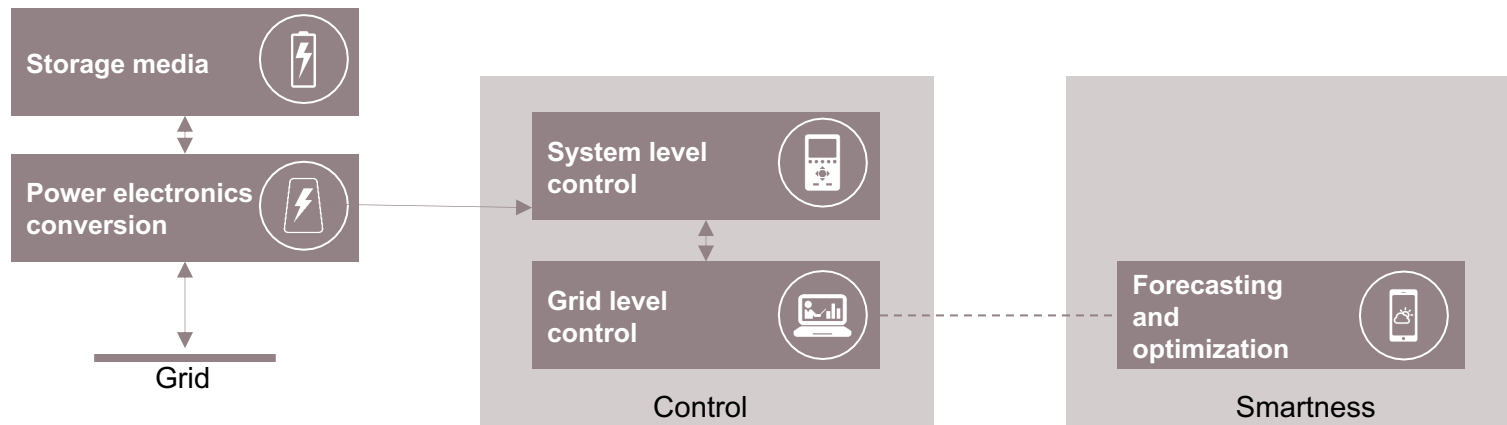 Storage media
Power electronics
conversion
Grid
System level
control
Grid level
control
Control
Forecasting
and
optimization
Smartness